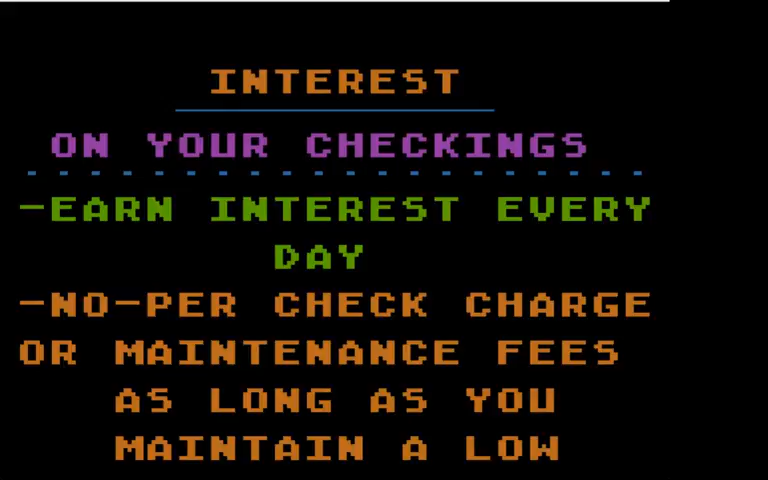 INTEREST
ON YOUR CHECKINGS
-EARN INTEREST EVERY
DAY
-NO-PER CHECK CHARGE
OR MAINTENANCE FEES
AS LONG AS YOU
MAINTAIN A LOW